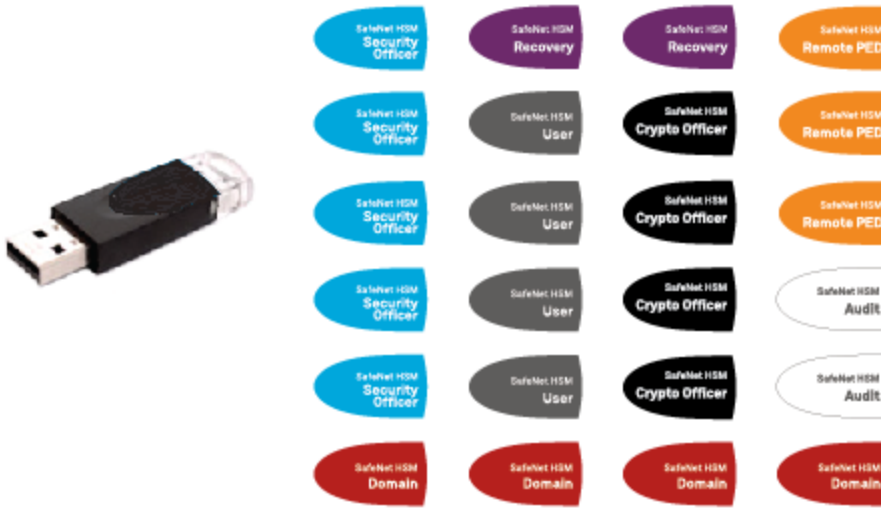 SafeNet HSM
Security
Officer
SafeNet HSM
Recovery
SafeNet HSM
Recovery
SafeNet HSM
Remote PED
SafeNet HSM
Security
Officer
SafeNet HSM
User
SafeNet HSM
Crypto Officer
SafeNet HSM
Remote PED
SafeNet HSM
Security
Officer
SafeNet HSM
User
SafeNet HSM
Crypto Officer
SafeNet HSM
Remote PED
SafeNet HSM
Security
Officer
SafeNet HSM
User
SafeNet HSM
Crypto Officer
SafeNet HSM
Audit
SafeNet HSM
Security
Officer
SafeNet HSM
User
SafeNet HSM
Crypto Officer
SafeNet HSM
Audit
SafeNet HSM
Domain
SafeNet HSM
Domain
SafeNet HSM
Domain
SafeNet HSM
Domain